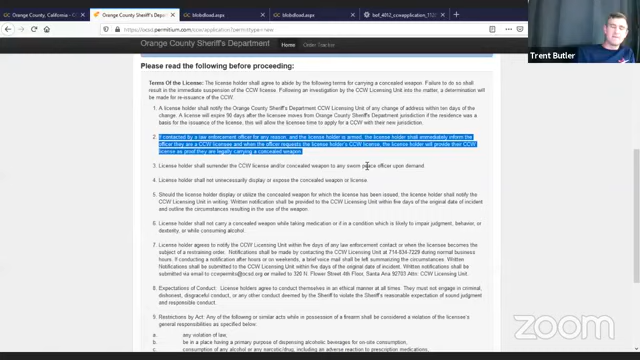 Orange County, California - C
Orange County Sheriff's Depart
blobdload.aspx
blobdload.aspx
bof_4012_ccwapplication_112
https://ocsd.permitium.com/ccw/application?permittype=new
Orange County Sheriff's Department
Home
Order Tracker
Trent Butler
Please read the following before proceeding:
Terms Of the License: The license holder shall agree to abide by the following terms for carrying a concealed weapon. Failure to do so shall
result in the immediate suspension of the CCW license. Following an investigation by the CCW Licensing Unit into the matter, a determination
will be made for re-issuance of the CCW.
1. A license holder shall notify the Orange County Sheriff's Department CCW Licensing Unit of any change of address within ten days of the
change. A license will expire 90 days after licensees move from Orange County Sheriff's Department jurisdiction if the residence was a
basis for issuance, this will allow the licensee time to apply for a CCW with their new jurisdiction.
2. If contacted by a law enforcement officer for any reason, and the license holder is armed, the license holder shall immediately inform the
officer they are a CCW licensee and when the officer requests the license holder's CCW license, the license holder will provide their CCW
license as proof they are legally carrying a concealed weapon.
3. License holder shall surrender the CCW license and/or concealed weapon to any sworn peace officer upon demand.
4. License holder shall not unnecessarily display or expose the concealed weapon or license.
5. Should the license holder display or utilize the concealed weapon for which the license has been issued, the license holder shall notify the
CCW Licensing Unit in writing. Written notification shall be provided to the CCW Licensing Unit within five days of the original date of
incident and outline the circumstances resulting in the use of the weapon.
6. License holder shall not carry a concealed weapon while taking medication or if in a condition which is likely to impair judgment, behavior, or
dexterity, or while consuming alcohol.
7. License holder agrees to notify the CCW Licensing Unit within five days of any law enforcement contact or when the licensee becomes the
subject of a restraining order. Notifications shall be made by contacting the CCW Licensing Unit at 714-834-7229 during normal business
hours. If notification after hours or on weekends, a brief voice mail shall be left summarizing the circumstances. Written
Notifications shall be submitted to the CCW Licensing Unit within five days of the original date of incident. Written notifications shall be
submitted via email to ccwpermits@ocsd.org or mailed to 320 N. Flower Street 4th Floor, Santa Ana 92703 Attn: CCW Licensing Unit.
8. Expectations of Conduct: License holders agree to conduct themselves in an ethical manner at all times. They must not engage in criminal,
dishonest, disgraceful conduct, or any other conduct deemed by the Sheriff to violate the Sheriff's reasonable expectation of sound judgment
and responsible conduct.
9. Restrictions by Act: Any of the following or similar acts while in possession of a firearm shall be considered a violation of the licensee's
general responsibilities as specified below:
a. any violation of law;
b. be in a place having a primary purpose of dispensing alcoholic beverages for on-site consumption;
c. consumption of any alcohol or any narcotic/drug, including an adverse reaction to any
zoom